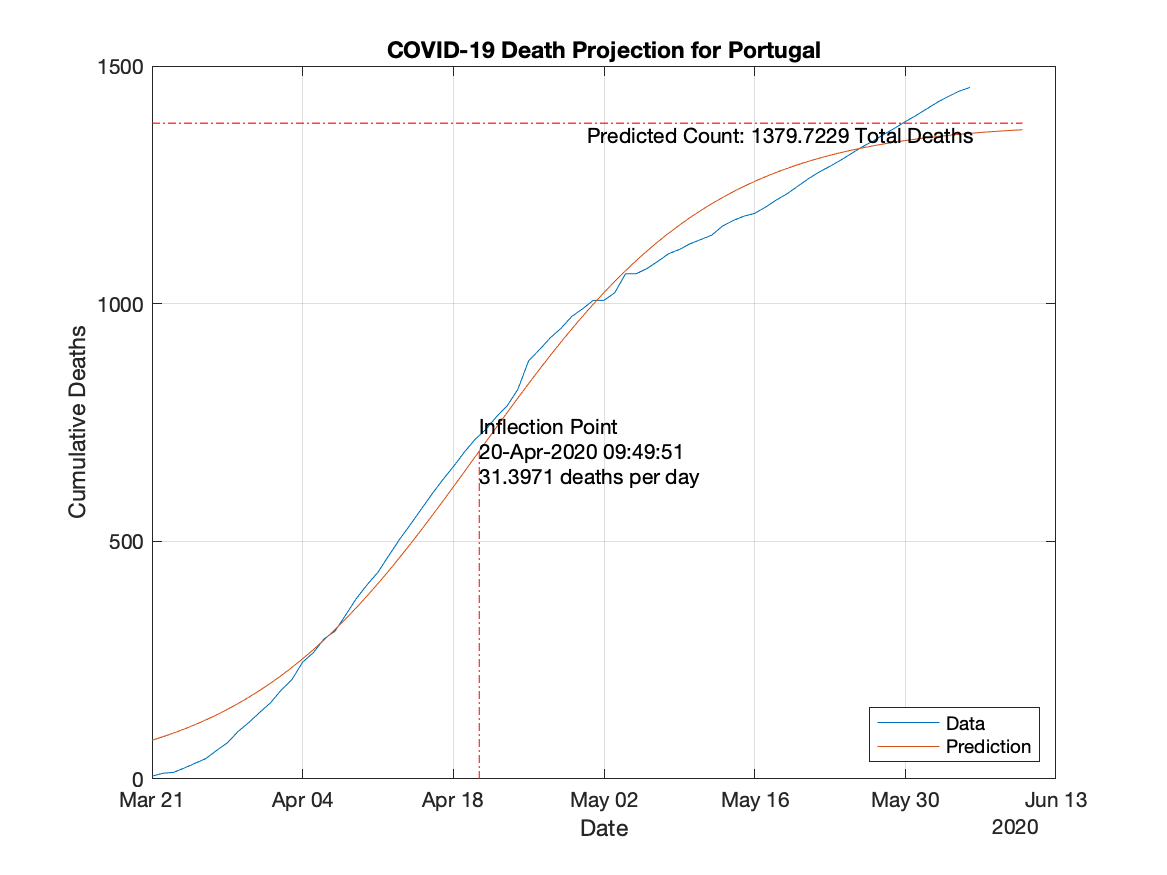 COVID-19 Death Projection for Portugal
1500
Predicted Count: 1379.7229 Total Deaths
1000
Cumulative Deaths
Inflection Point
20-Apr-2020 09:49:51
31.3971 deaths per day
500
Data
Prediction
0
Mar 21 Apr 04 Apr 18 May 02 May 16 May 30 Jun 13
Date
2020